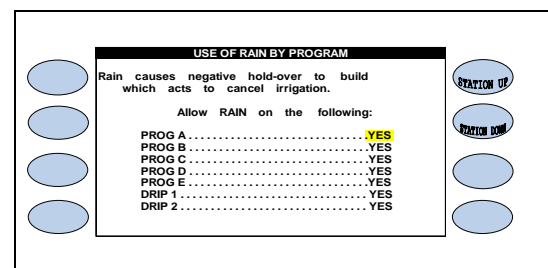 USE OF RAIN BY PROGRAM
Rain causes negative hold-over to build
which acts to cancel irrigation.
Allow RAIN on the following:
PROG A.............................YES
PROG B.............................. YES
PROG C.............................. YES
PROG D.............................. YES
PROG E.............................. YES
DRIP 1............................... YES
DRIP 2............................... YES
STATION UP
STATION DOWN